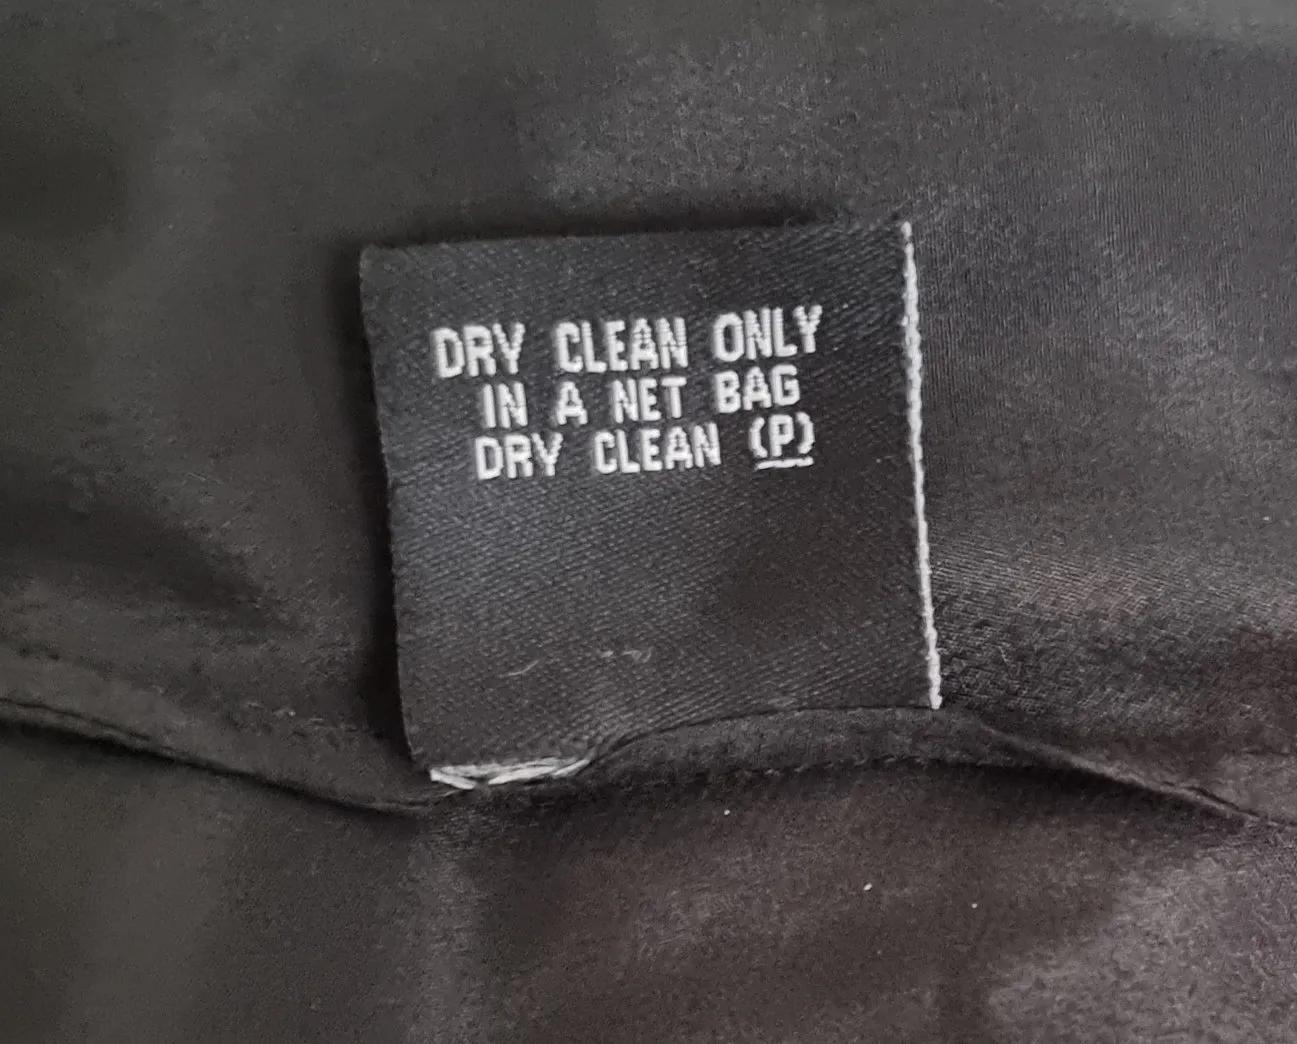 DRY CLEAN ONLY
IN A NET BAG
DRY CLEAN (P)